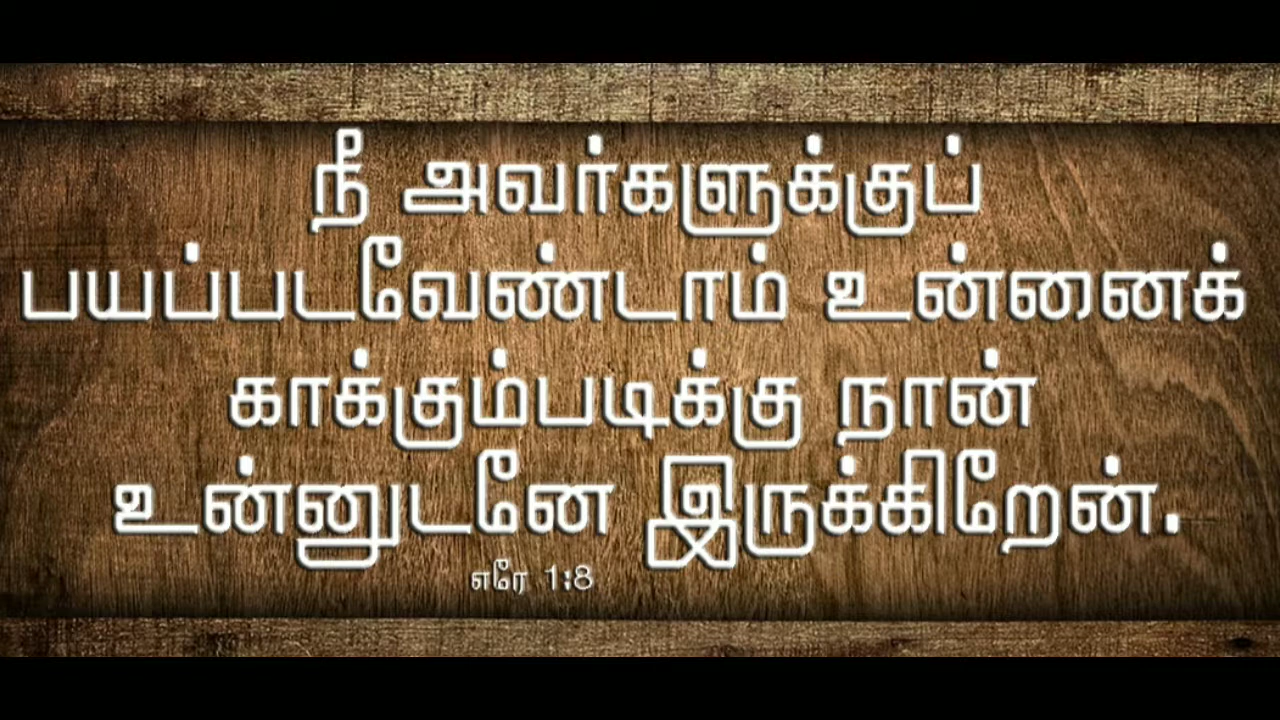 நீ அவர்களுக்குப்
பயப்படவேண்டாம் உன்னைக்
காக்கும்படிக்கு நான்
உன்னுடனே இருக்கிறேன்.
எரே 1:8